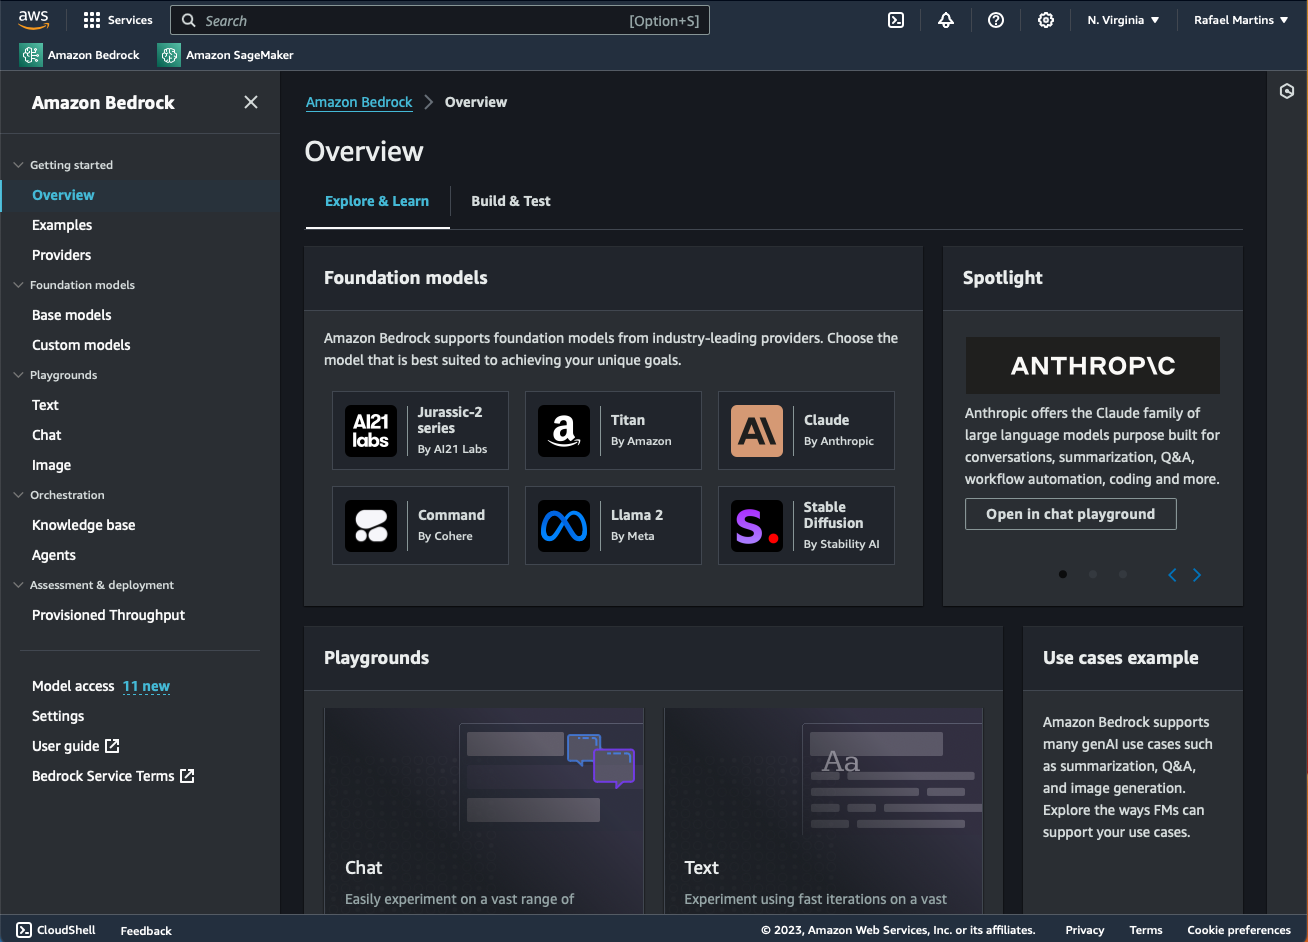 aws
Services
Search
[Option+S]
N. Virginia
Rafael Martins
Amazon Bedrock
Amazon SageMaker
Amazon Bedrock
Getting started
Overview
Examples
Providers
Foundation models
Base models
Custom models
Playgrounds
Text
Chat
Image
Orchestration
Knowledge base
Agents
Assessment & deployment
Provisioned Throughput
Model access 11 new
Settings
User guide
Bedrock Service Terms
Amazon Bedrock
Overview
Overview
Explore & Learn
Build & Test
Foundation models
Amazon Bedrock supports foundation models from industry-leading providers. Choose the
model that is best suited to achieving your unique goals.
AI21
labs
Jurassic-2
series
By AI21 Labs
a
Titan
By Amazon
A\
Claude
By Anthropic
Command
By Cohere
Llama 2
By Meta
S.
Stable
Diffusion
By Stability AI
Spotlight
ANTHROP\C
Anthropic offers the Claude family of
large language models purpose built for
conversations, summarization, Q&A,
workflow automation, coding and more.
Open in chat playground
Playgrounds
Chat
Easily experiment on a vast range of
Aa
Text
Experiment using fast iterations on a vast
Use cases example
Amazon Bedrock supports
many genAI use cases such
as summarization, Q&A,
and image generation.
Explore the ways FMs can
support your use cases.
CloudShell
Feedback
© 2023, Amazon Web Services, Inc. or its affiliates.
Privacy
Terms
Cookie preferences